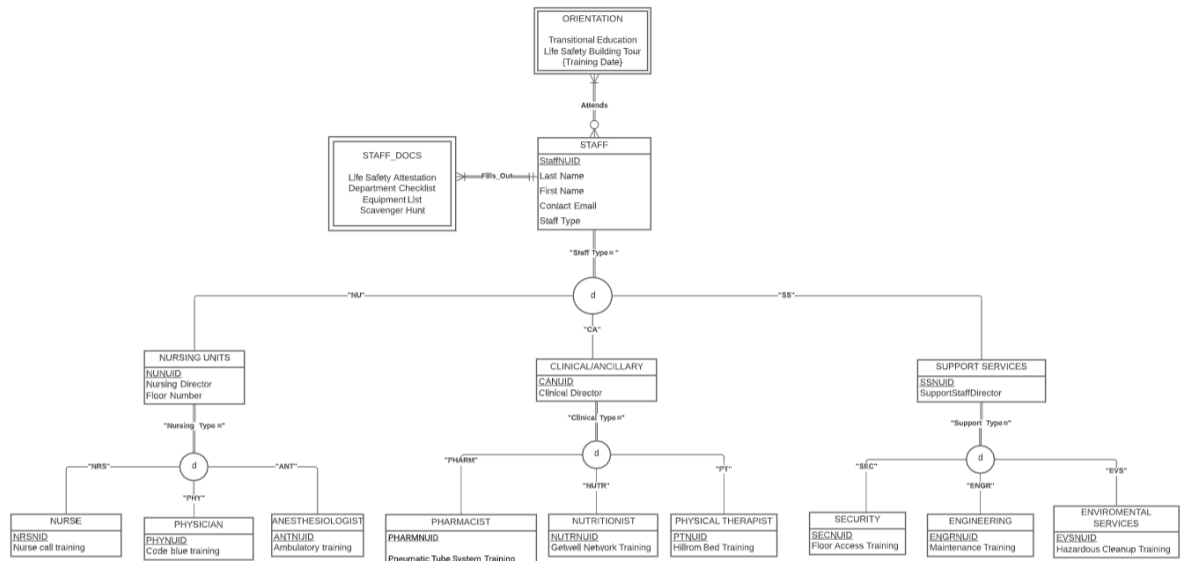 ORIENTATION
Transitional Education
Life Safety Building Tour
{Training Date}
Attends
STAFF
StaffNUID
Last Name
First Name
Contact Email
Staff Type
STAFF_DOCS
Life Safety Attestation
Department Checklist
Equipment List
Scavenger Hunt
Fills_Out
"Staff Type="
d
"NU"
"CA"
"SS"
NURSING UNITS
NUNUID
Nursing Director
Floor Number
CLINICAL/ANCILLARY
CANUID
Clinical Director
SUPPORT SERVICES
SSNUID
SupportStaffDirector
"Nursing Type="
d
"NRS"
"PHY"
"ANT"
"Clinical Type="
d
"PHARM"
"NUTR"
"PT"
"Support Type="
d
"SEC"
"ENGR"
"EVS"
NURSE
NRSNID
Nurse call training
PHYSICIAN
PHYNUID
Code blue training
ANESTHESIOLOGIST
ANTNUID
Ambulatory training
PHARMACIST
PHARMNUID
Pneumatic Tube System Training
NUTRITIONIST
NUTRNUID
Getwell Network Training
PHYSICAL THERAPIST
PTNUID
Hillrom Bed Training
SECURITY
SECNUID
Floor Access Training
ENGINEERING
ENGRNUID
Maintenance Training
ENVIROMENTAL
SERVICES
EVSNUID
Hazardous Cleanup Training